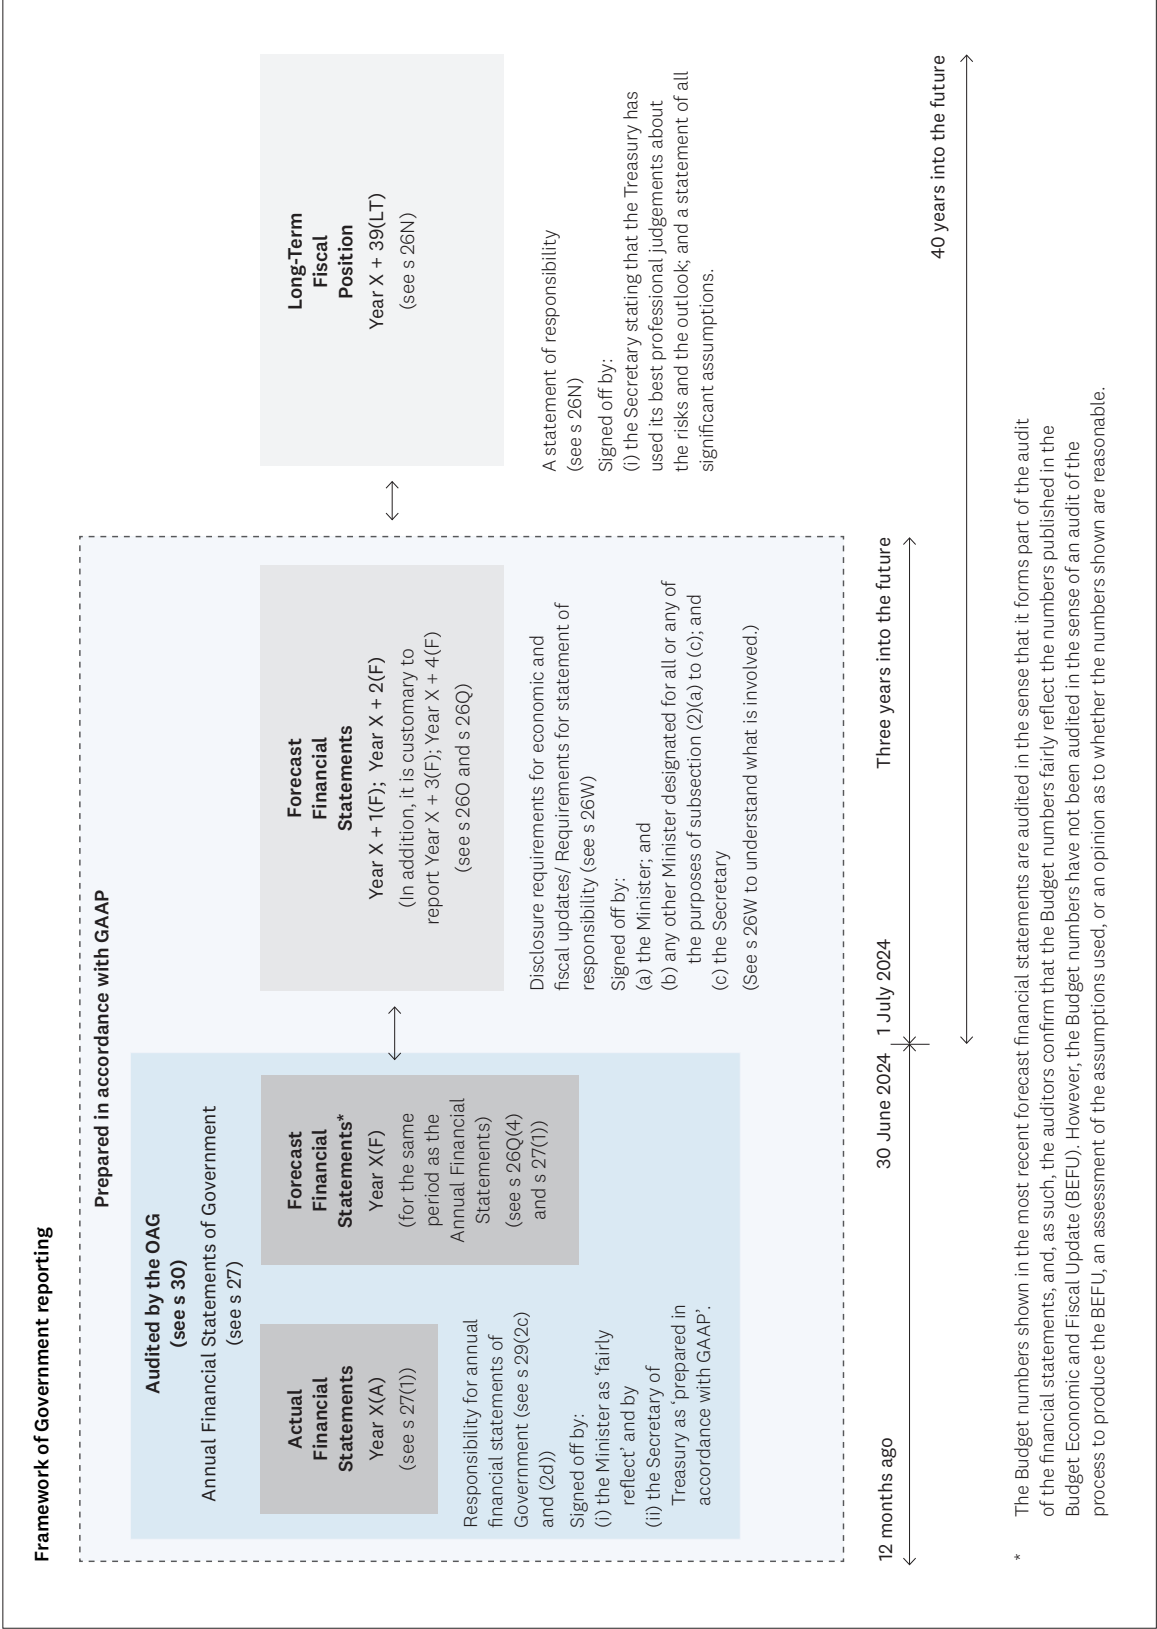 Framework of Government reporting
Prepared in accordance with GAAP
Audited by the OAG
(see s 30)
Annual Financial Statements of Government
(see s 27)
Actual
Financial
Statements
Year X(A)
(see s 27(1))
Responsibility for annual
financial statements of
Government (see s 29(2c)
and (2d))
Signed off by:
(i) the Minister as ‘fairly
reflect’ and by
(ii) the Secretary of
Treasury as ‘prepared in
accordance with GAAP’.
Forecast
Financial
Statements*
Year X(F)
(for the same
period as the
Annual Financial
Statements)
(see s 26Q(4)
and s 27(1))
Forecast
Financial
Statements
Year X + 1(F); Year X + 2(F)
(In addition, it is customary to
report Year X + 3(F); Year X + 4(F)
(see s 26O and s 26Q)
Disclosure requirements for economic and
fiscal updates/ Requirements for statement of
responsibility (see s 26W)
Signed off by:
(a) the Minister; and
(b) any other Minister designated for all or any of
the purposes of subsection (2)(a) to (c); and
(c) the Secretary
(See s 26W to understand what is involved.)
Long-Term
Fiscal
Position
Year X + 39(LT)
(see s 26N)
A statement of responsibility
(see s 26N)
Signed off by:
(i) the Secretary stating that the Treasury has
used its best professional judgements about
the risks and the outlook; and a statement of all
significant assumptions.
12 months ago
30 June 2024
1 July 2024
Three years into the future
40 years into the future
* The Budget numbers shown in the most recent forecast financial statements are audited in the sense that it forms part of the audit
of the financial statements, and, as such, the auditors confirm that the Budget numbers fairly reflect the numbers published in the
Budget Economic and Fiscal Update (BEFU). However, the Budget numbers have not been audited in the sense of an audit of the
process to produce the BEFU, an assessment of the assumptions used, or an opinion as to whether the numbers shown are reasonable.